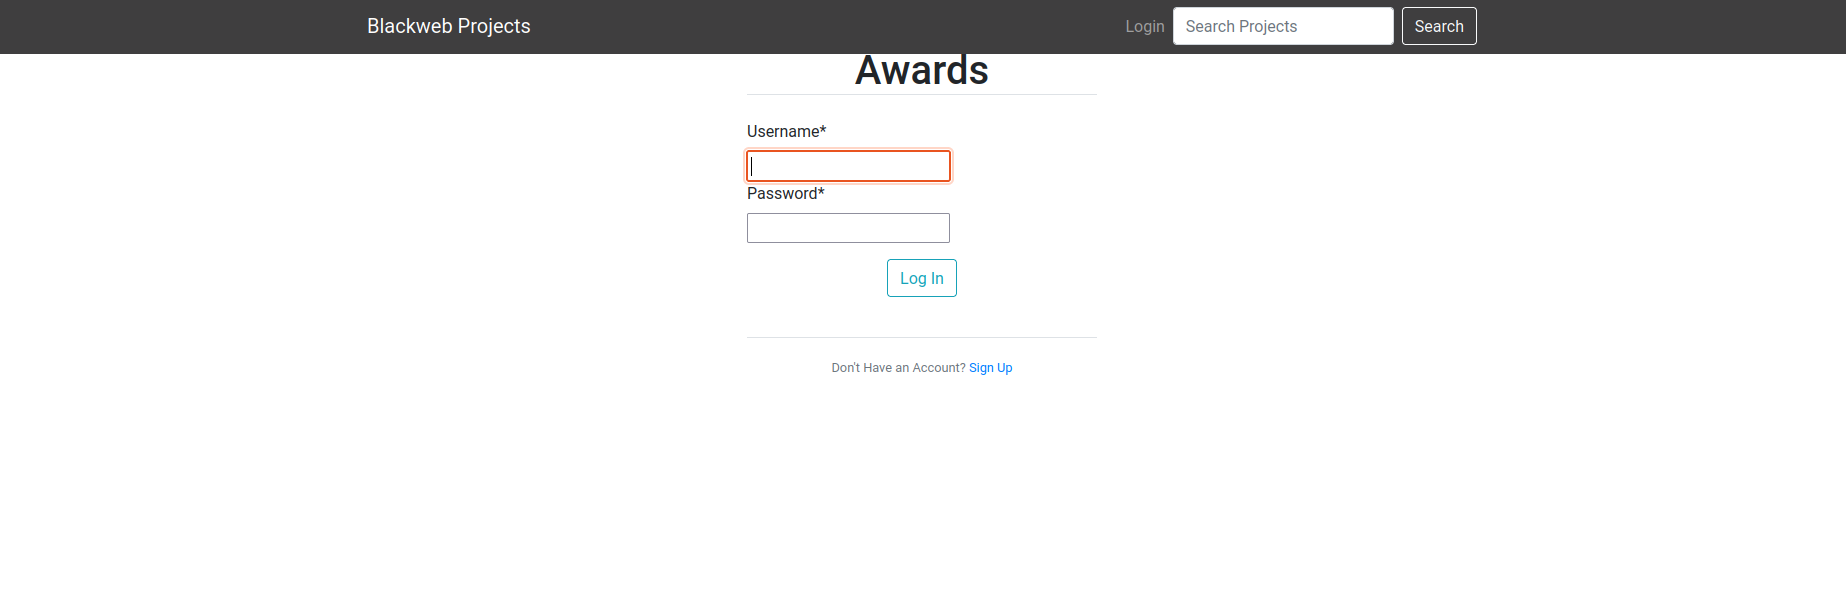 Blackweb Projects Login Search Projects Search
Awards
Username*
Password*
Log In
Don't Have an Account? Sign Up